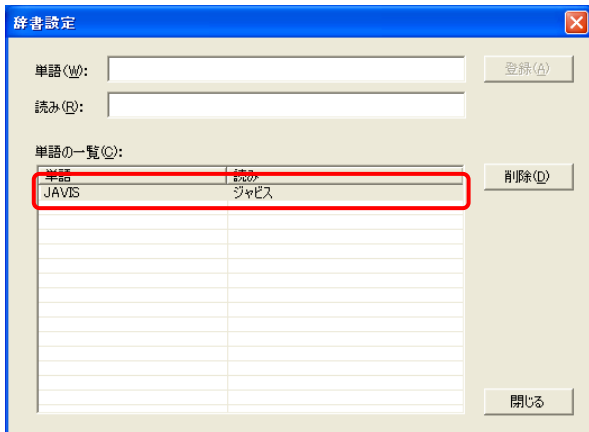 辞書設定
単語(W):
登録(A)
読み(R):
単語の一覧(C):
単語 読み
削除(D)
JAVIS ジャビス
閉じる